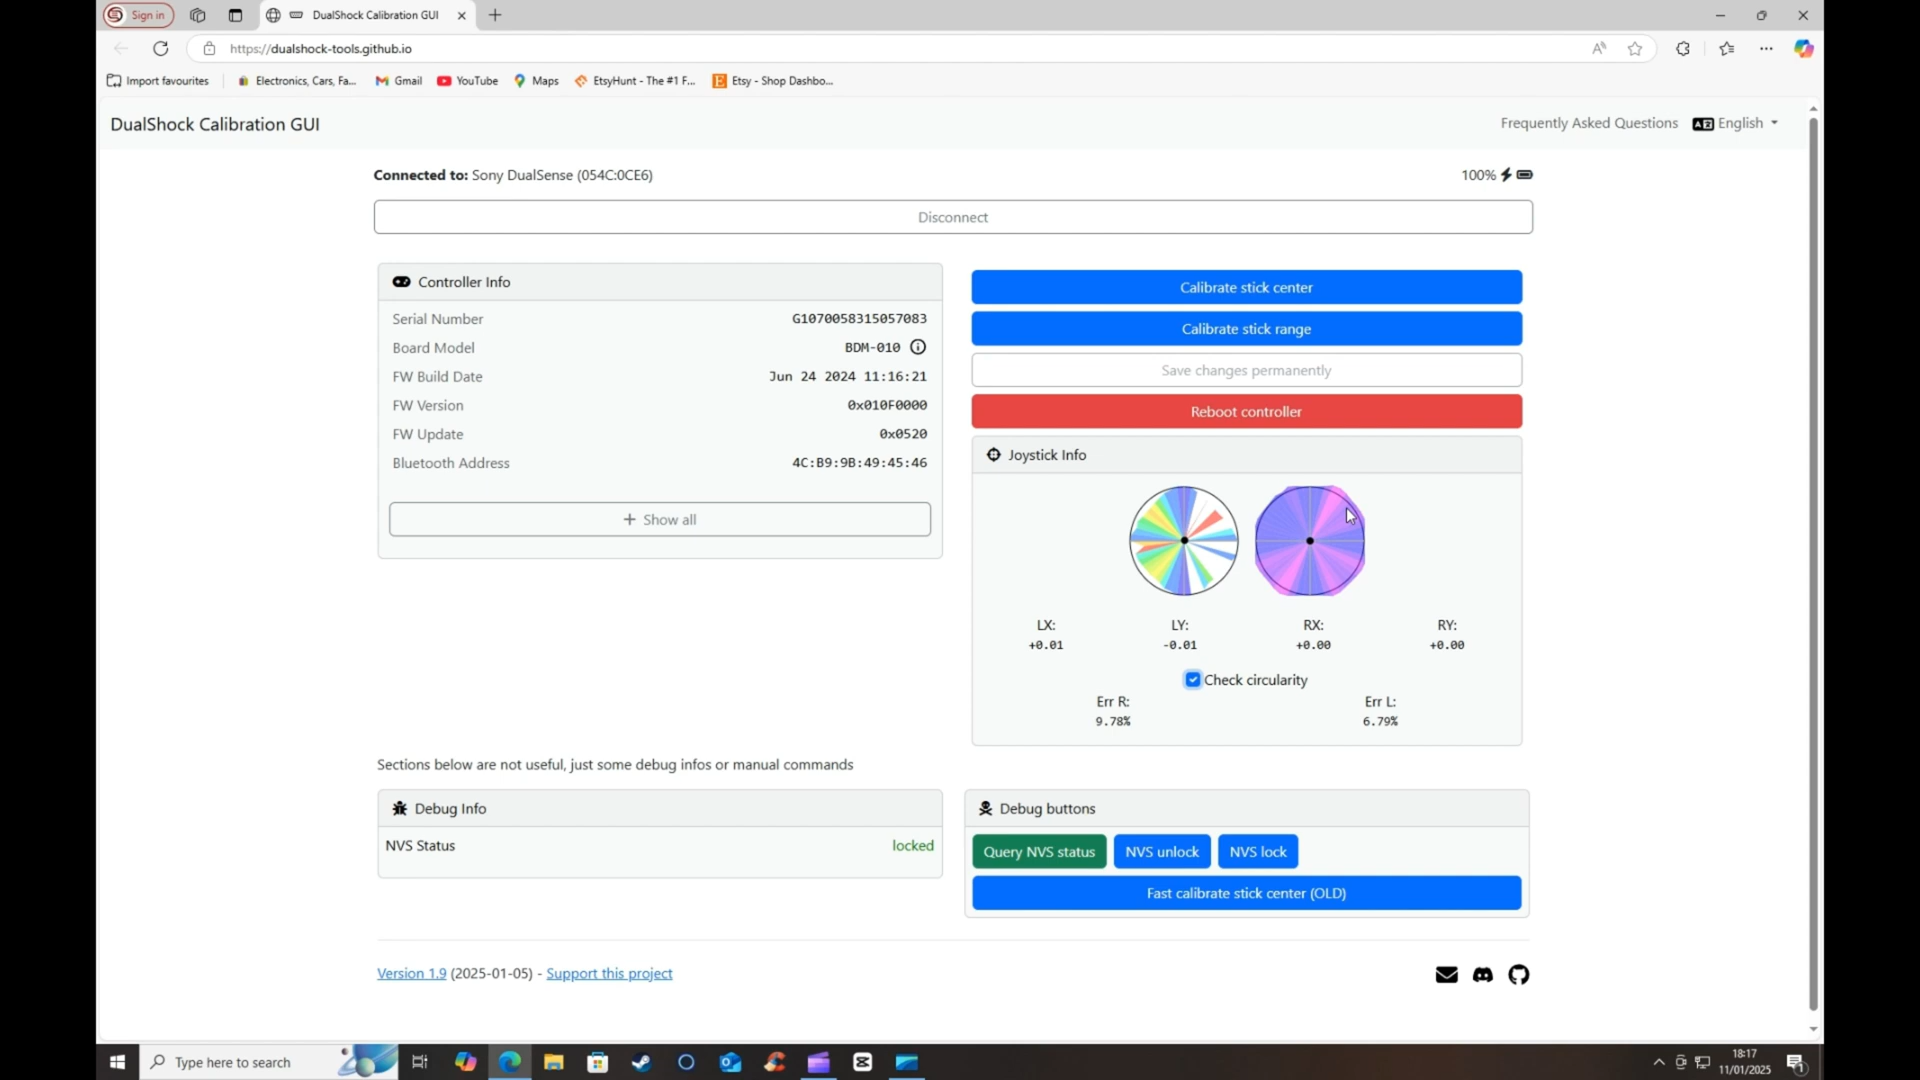 Sign in
DualShock Calibration GUI
https://dualshock-tools.github.io
Import favourites
Electronics, Cars, Fa...
Gmail
YouTube
Maps
EtsyHunt - The #1 F...
Etsy - Shop Dashbo...
DualShock Calibration GUI
Frequently Asked Questions
English
Connected to: Sony DualSense (054C:0CE6)
100%
Disconnect
Controller Info
Serial Number G1070058315057083
Board Model BDM-010
FW Build Date Jun 24 2024 11:16:21
FW Version 0x010F0000
FW Update 0x0520
Bluetooth Address 4C:B9:9B:49:45:46
+ Show all
Calibrate stick center
Calibrate stick range
Save changes permanently
Reboot controller
Joystick Info
LX: LY: RX: RY:
+0.01 -0.01 +0.00 +0.00
Check circularity
Err R: Err L:
9.78% 6.79%
Sections below are not useful, just some debug infos or manual commands
Debug Info
NVS Status locked
Debug buttons
Query NVS status NVS unlock NVS lock
Fast calibrate stick center (OLD)
Version 1.9 (2025-01-05) - Support this project
Type here to search
18:17
11/01/2025
1